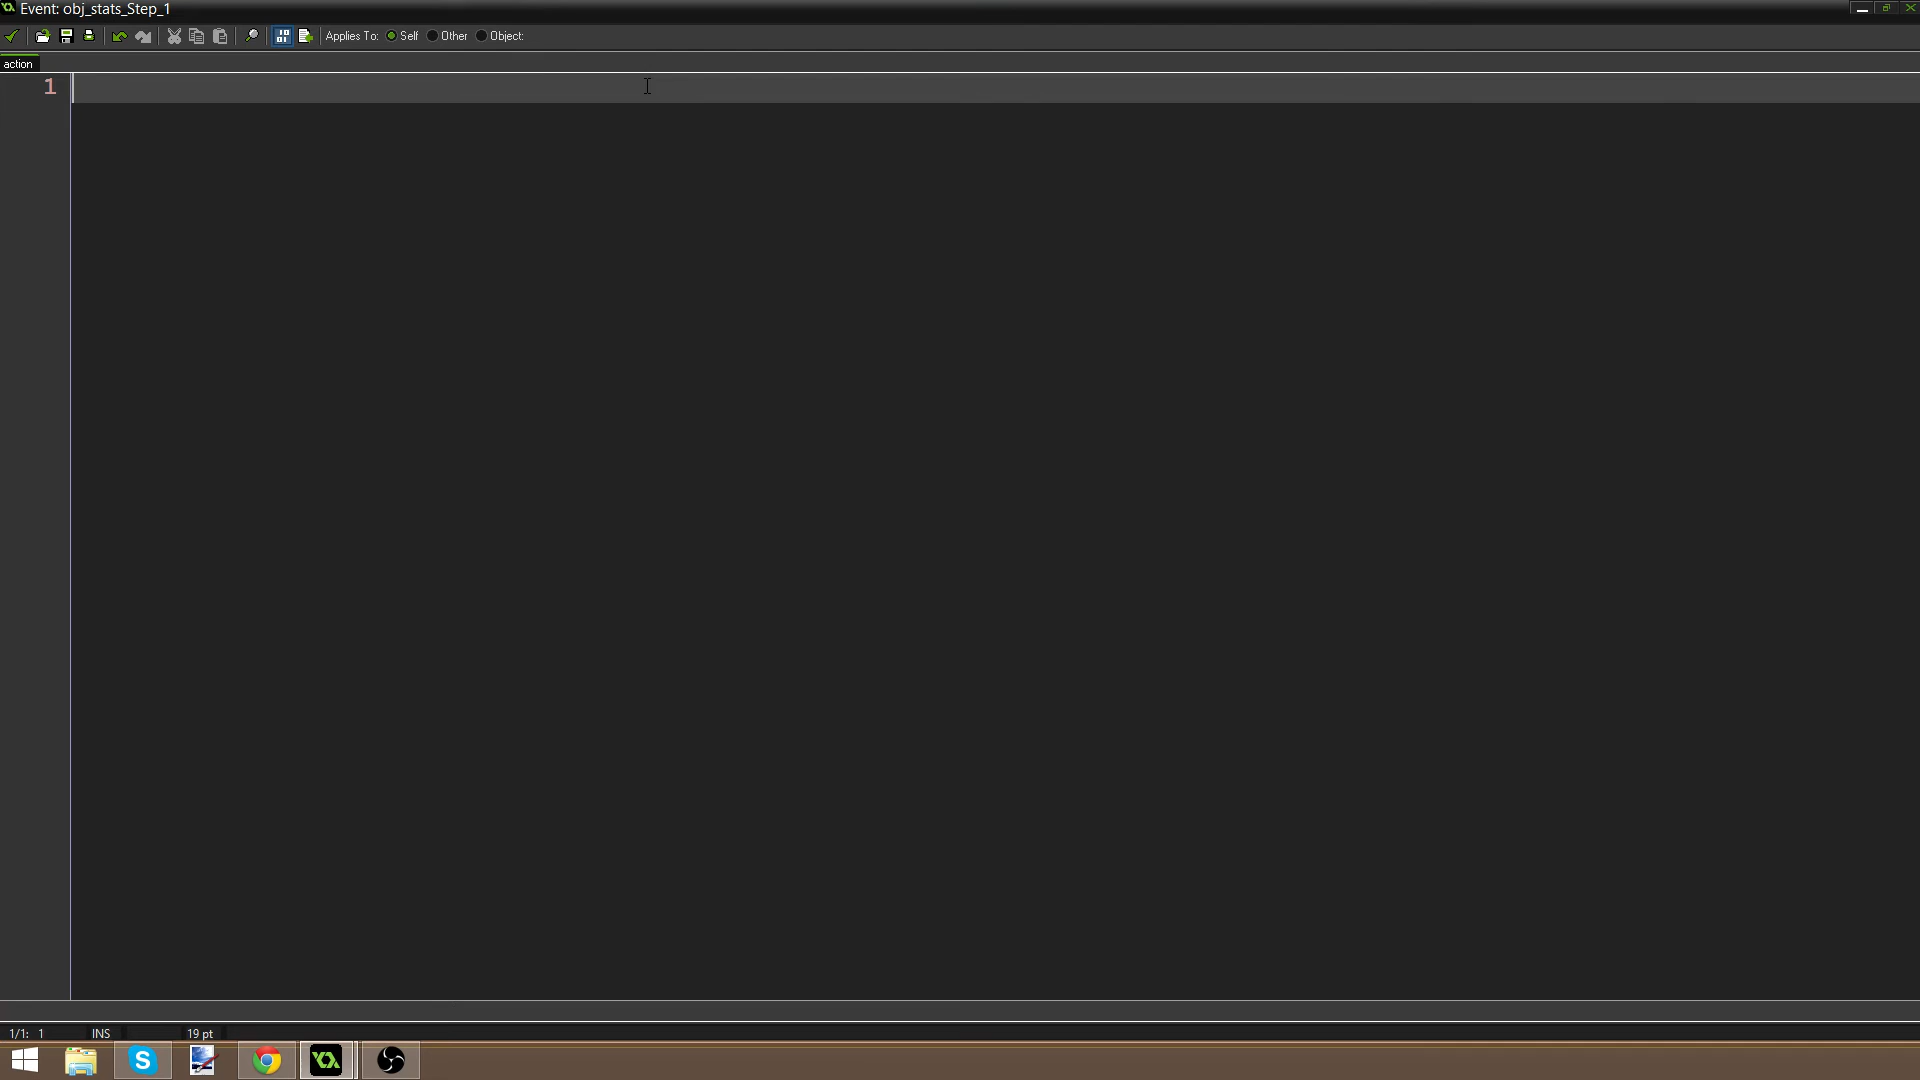 Event: obj_stats_Step_1
Applies To: Self Other Object:
action
1
1/1: 1 INS 19 pt